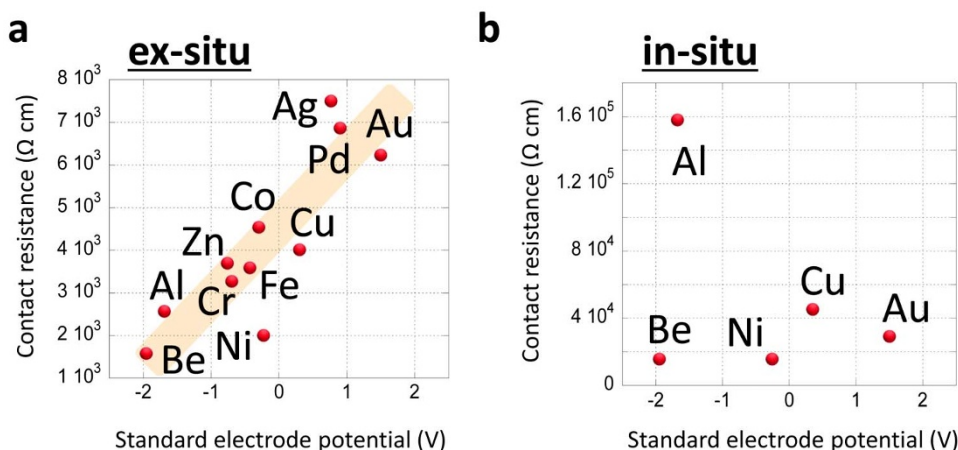 a
ex-situ
Contact resistance (Ω cm)
8 10³
7 10³
6 10³
5 10³
4 10³
3 10³
2 10³
1 10³
Ag
Au
Pd
Co
Cu
Zn
Al
Cr
Fe
Be
Ni
-2 -1 0 1 2
Standard electrode potential (V)
b
in-situ
Contact resistance (Ω cm)
1.6 10⁵
1.2 10⁵
8 10⁴
4 10⁴
0
Al
Cu
Be
Ni
Au
-2 -1 0 1 2
Standard electrode potential (V)